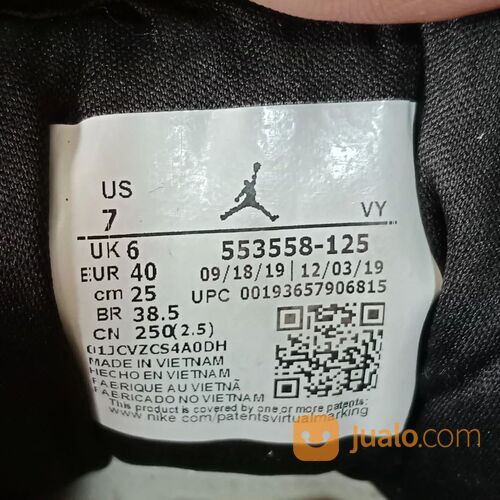 US
7
VY
UK 6
553558-125
EUR 40
09/18/19 | 12/03/19
cm 25
UPC 00193657906815
BR 38.5
CN 250(2.5)
01JCVZCS4A0DH
MADE IN VIETNAM
HECHO EN VIETNAM
FABRIQUE AU VIETNÃ
FABRICADO NO VIETNAM
This product is covered by one or more patents:
www.nike.com/patentsvirtualmarking
jualo.com